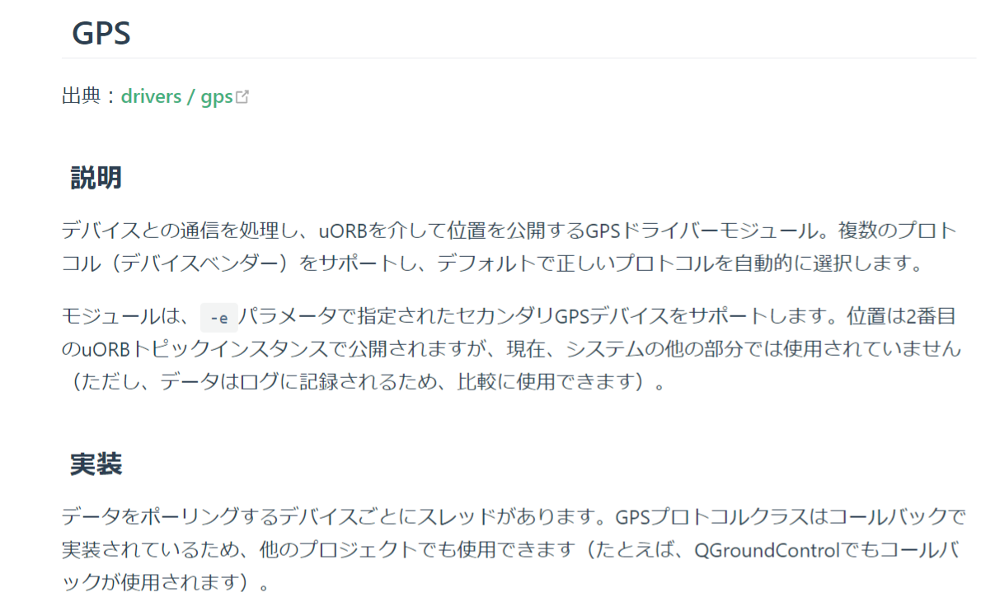 GPS
出典：drivers / gps
説明
デバイスとの通信を処理し、uORBを介して位置を公開するGPSドライバーモジュール。複数のプロト
コル（デバイスベンダー）をサポートし、デフォルトで正しいプロトコルを自動的に選択します。
モジュールは、 -e パラメータで指定されたセカンダリGPSデバイスをサポートします。位置は2番目
のuORBトピックインスタンスで公開されますが、現在、システムの他の部分では使用されていません
（ただし、データはログに記録されるため、比較に使用できます）。
実装
データをポーリングするデバイスごとにスレッドがあります。GPSプロトコルクラスはコールバックで
実装されているため、他のプロジェクトでも使用できます（たとえば、QGroundControlでもコールバ
ックが使用されます）。